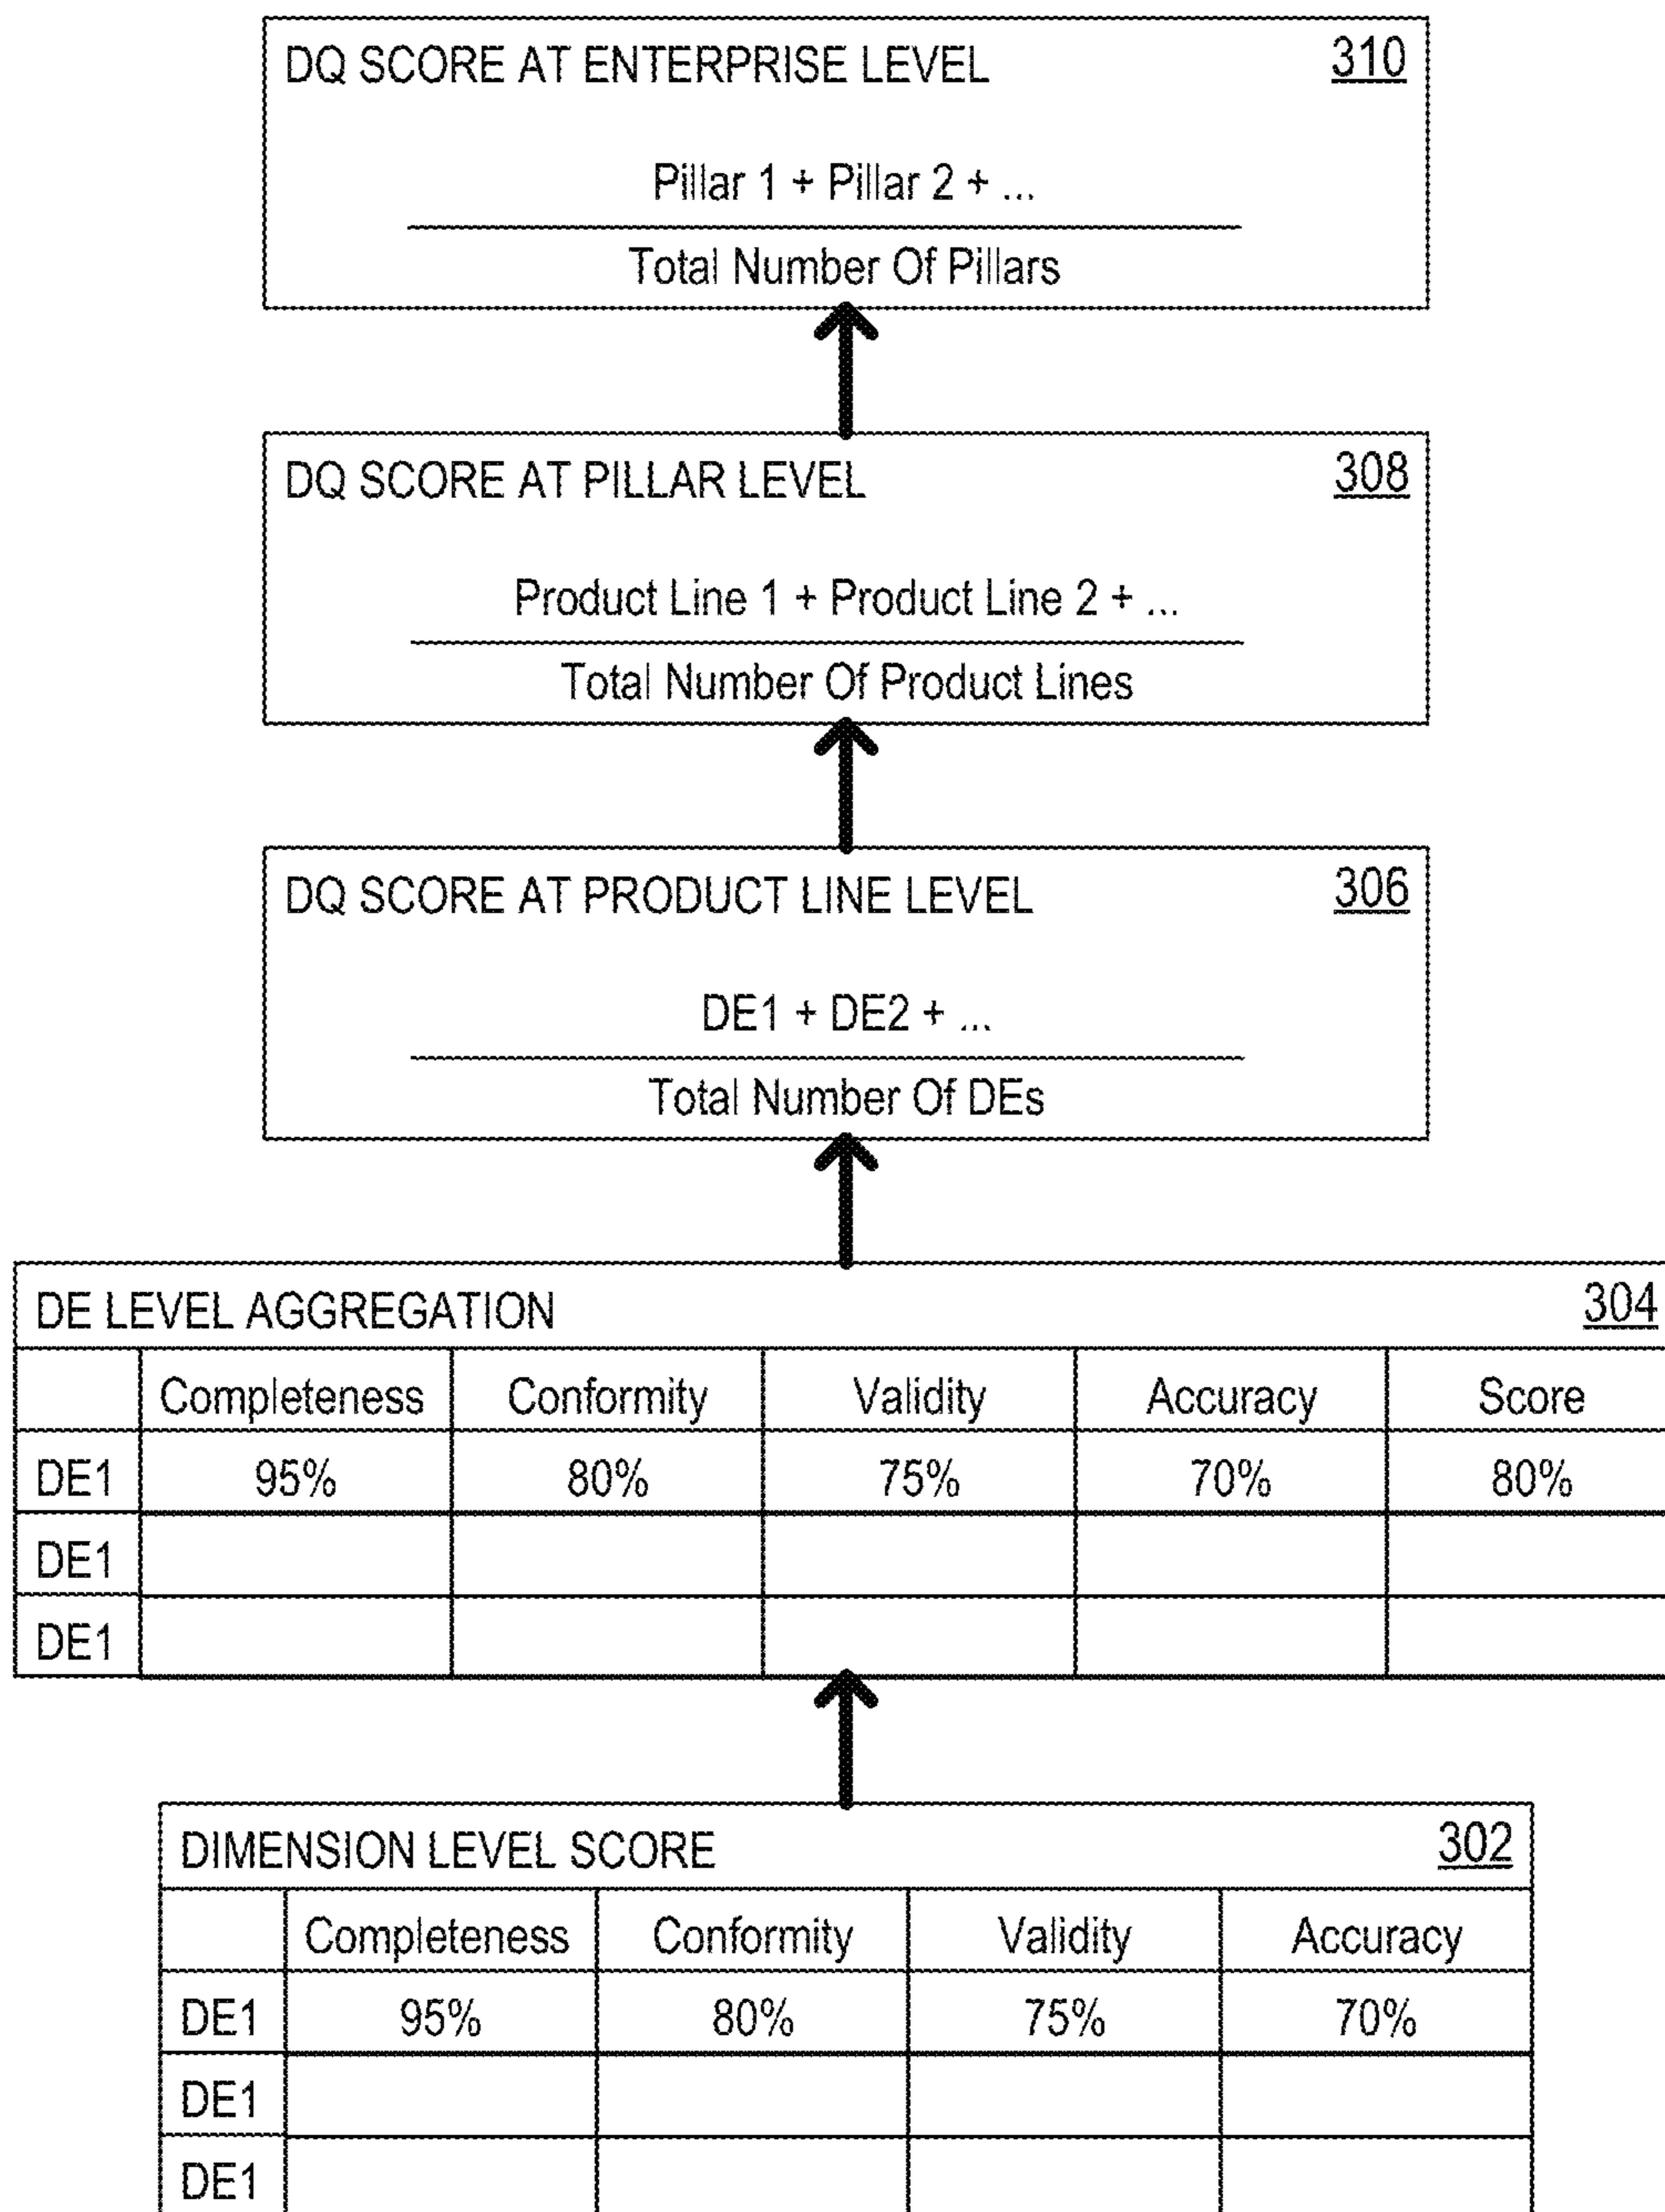 DQ SCORE AT ENTERPRISE LEVEL 310
Pillar 1 + Pillar 2 + ...
Total Number Of Pillars
DQ SCORE AT PILLAR LEVEL 308
Product Line 1 + Product Line 2 + ...
Total Number Of Product Lines
DQ SCORE AT PRODUCT LINE LEVEL 306
DE1 + DE2 + ...
Total Number Of DEs
DE LEVEL AGGREGATION 304
Completeness Conformity Validity Accuracy Score
DE1 95% 80% 75% 70% 80%
DE1
DE1
DIMENSION LEVEL SCORE 302
Completeness Conformity Validity Accuracy
DE1 95% 80% 75% 70%
DE1
DE1